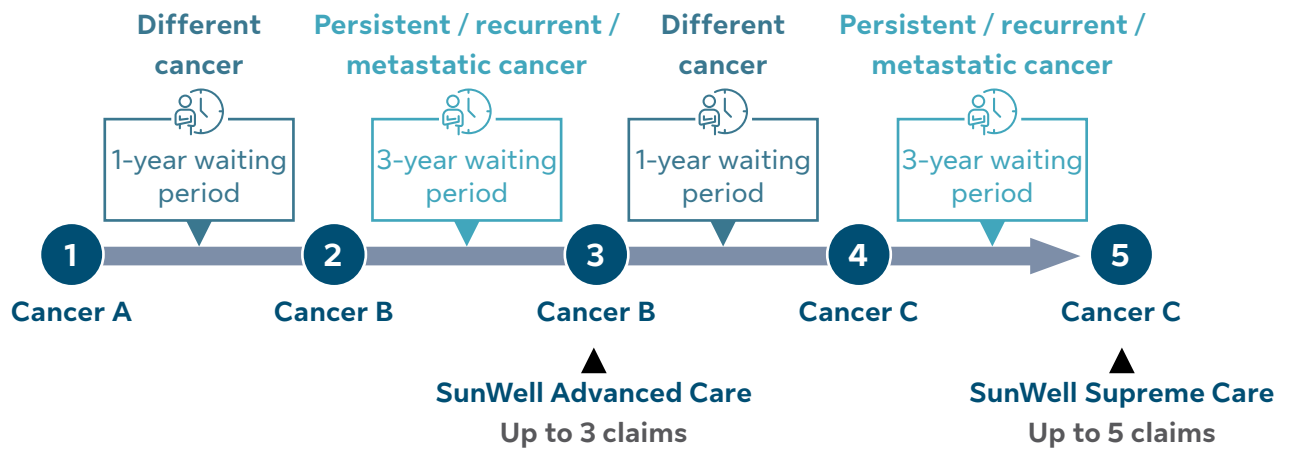 Different
cancer
Persistent / recurrent /
metastatic cancer
Different
cancer
Persistent / recurrent /
metastatic cancer
1-year waiting
period
3-year waiting
period
1-year waiting
period
3-year waiting
period
1
2
3
4
5
Cancer A
Cancer B
Cancer B
Cancer C
Cancer C
SunWell Advanced Care
Up to 3 claims
SunWell Supreme Care
Up to 5 claims